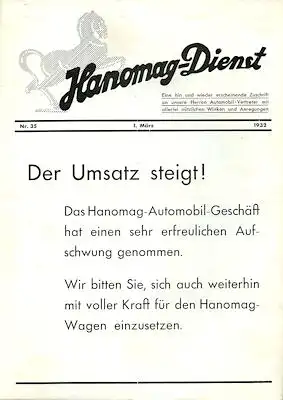 Hanomag-Dienst
Eine hin und wieder erscheinende Zuschrift
an unsere Herren Automobil-Vertreter mit
allerlei nützlichen Winken und Anregungen
Nr. 35 1. März 1932
Der Umsatz steigt!
Das Hanomag-Automobil-Geschäft
hat einen sehr erfreulichen Auf-
schwung genommen.
Wir bitten Sie, sich auch weiterhin
mit voller Kraft für den Hanomag-
Wagen einzusetzen.